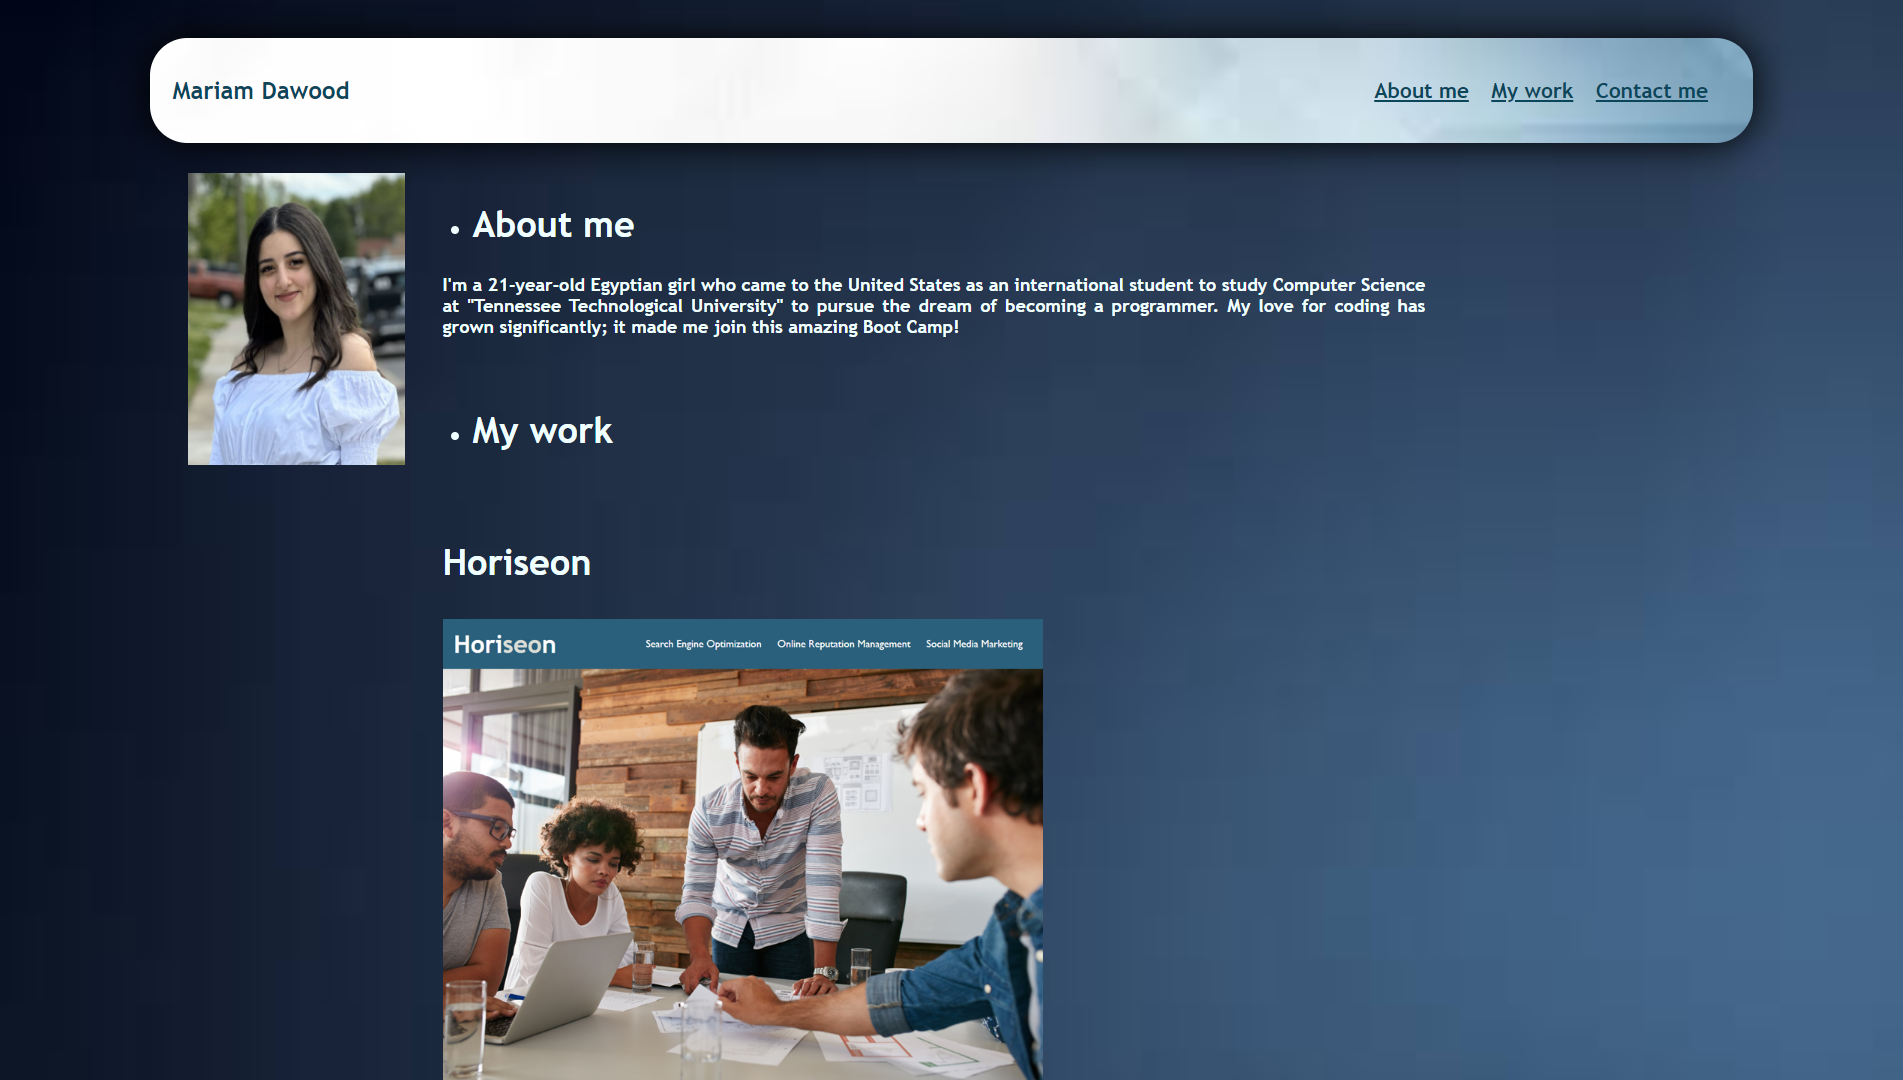 Mariam Dawood
About me My work Contact me
About me
I'm a 21-year-old Egyptian girl who came to the United States as an international student to study Computer Science
at "Tennessee Technological University" to pursue the dream of becoming a programmer. My love for coding has
grown significantly; it made me join this amazing Boot Camp!
My work
Horiseon
Horiseon
Search Engine Optimization Online Reputation Management Social Media Marketing